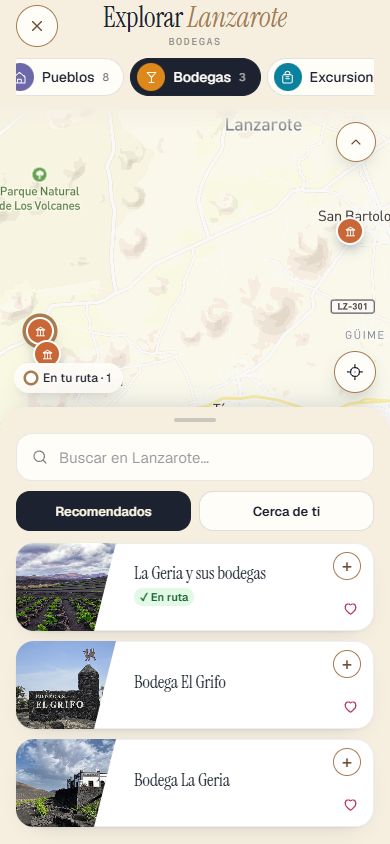 Explorar Lanzarote
BODEGAS
Pueblos 8
Bodegas 3
Excursion
Lanzarote
Parque Natural
de Los Volcanes
San Bartolo
LZ-301
GÜIME
En tu ruta · 1
Buscar en Lanzarote...
Recomendados
Cerca de ti
La Geria y sus bodegas
✓ En ruta
BODEGAS
EL GRIFO
Bodega El Grifo
Bodega La Geria